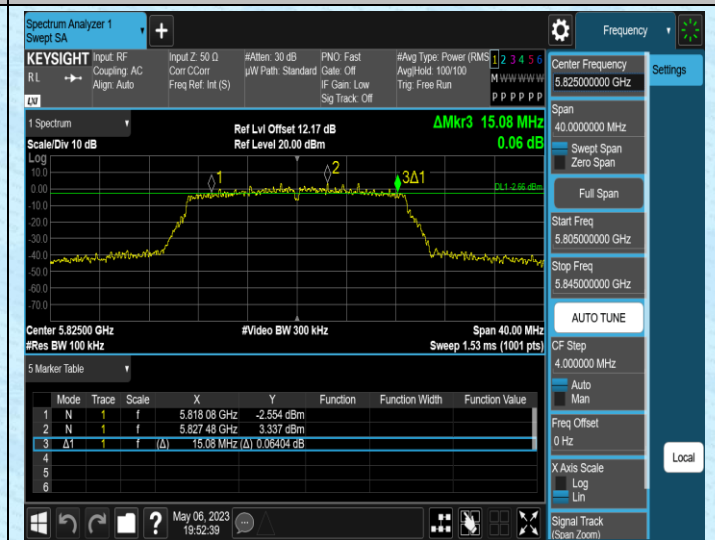 Spectrum Analyzer 1
Swept SA
+
Frequency
KEYSIGHT Input: RF
RL
Coupling: AC
Align: Auto
LXI
Input Z: 50 Ω
Corr CCorr
Freq Ref: Int (S)
#Atten: 30 dB
µW Path: Standard
PNO: Fast
Gate: Off
IF Gain: Low
Sig Track: Off
#Avg Type: Power (RMS
Avg|Hold: 100/100
Trig: Free Run
1 2 3 4 5 6
M W W W W W
P P P P P P
Center Frequency
5.825000000 GHz
Settings
Span
40.0000000 MHz
Swept Span
Zero Span
Full Span
Start Freq
5.805000000 GHz
Stop Freq
5.845000000 GHz
AUTO TUNE
CF Step
4.000000 MHz
Auto
Man
Freq Offset
0 Hz
X Axis Scale
Log
Lin
Signal Track
(Span Zoom)
Local
1 Spectrum
Scale/Div 10 dB
Log
Ref Lvl Offset 12.17 dB
Ref Level 20.00 dBm
ΔMkr3 15.08 MHz
0.06 dB
10.0
0.00
-10.0
-20.0
-30.0
-40.0
-50.0
-60.0
-70.0
1
2
3Δ1
DL1 -2.66 dBm
Center 5.82500 GHz
#Res BW 100 kHz
#Video BW 300 kHz
Span 40.00 MHz
Sweep 1.53 ms (1001 pts)
5 Marker Table
Mode Trace Scale X Y Function Function Width Function Value
1 N 1 f 5.818 08 GHz -2.554 dBm
2 N 1 f 5.827 48 GHz 3.337 dBm
3 Δ1 1 f (Δ) 15.08 MHz (Δ) 0.06404 dB
4
5
6
?
May 06, 2023
19:52:39